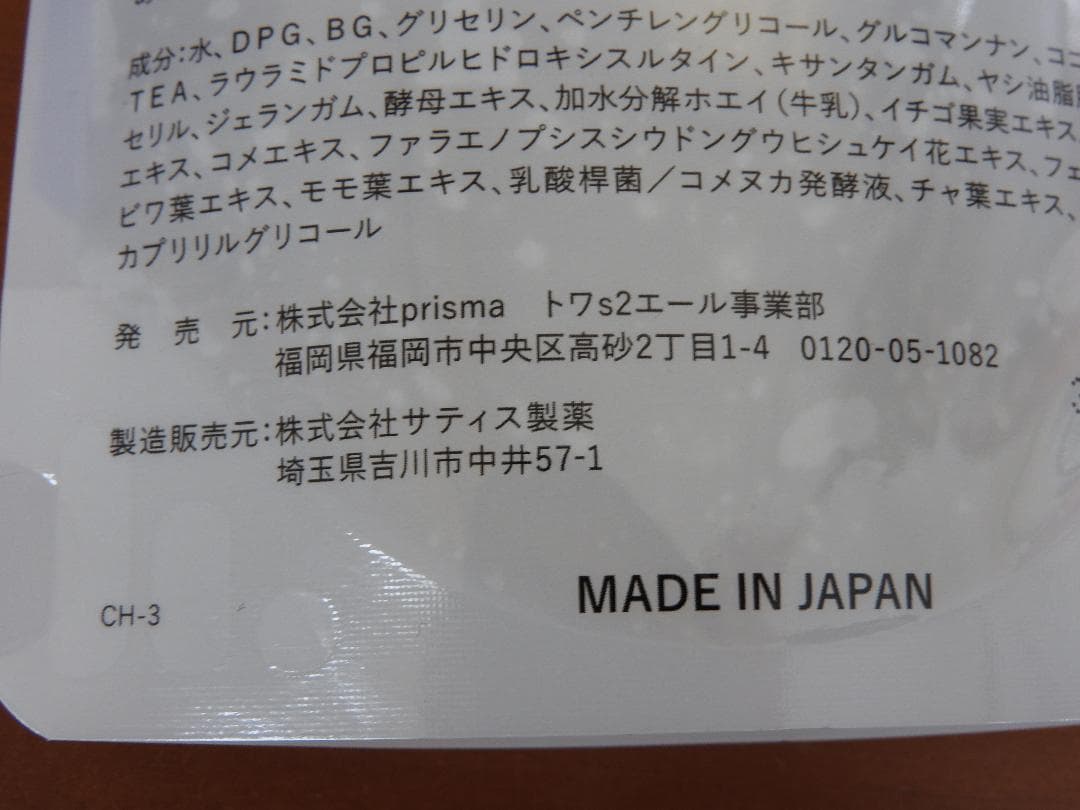 成分:水、DPG、BG、グリセリン、ペンチレングリコール、グルコマンナン、ココ
TEA、ラウラミドプロピルヒドロキシスルタイン、キサンタンガム、ヤシ油脂肪
セリル、ジェランガム、酵母エキス、加水分解ホエイ(牛乳)、イチゴ果実エキス、
エキス、コメエキス、ファラエノプシスシウドングウヒシュケイ花エキス、フェ
ビワ葉エキス、モモ葉エキス、乳酸桿菌/コメヌカ発酵液、チャ葉エキス、
カプリリルグリコール
発売元:株式会社prisma トワs2エール事業部
福岡県福岡市中央区高砂2丁目1-4 0120-05-1082
製造販売元:株式会社サティス製薬
埼玉県吉川市中井57-1
MADE IN JAPAN
CH-3